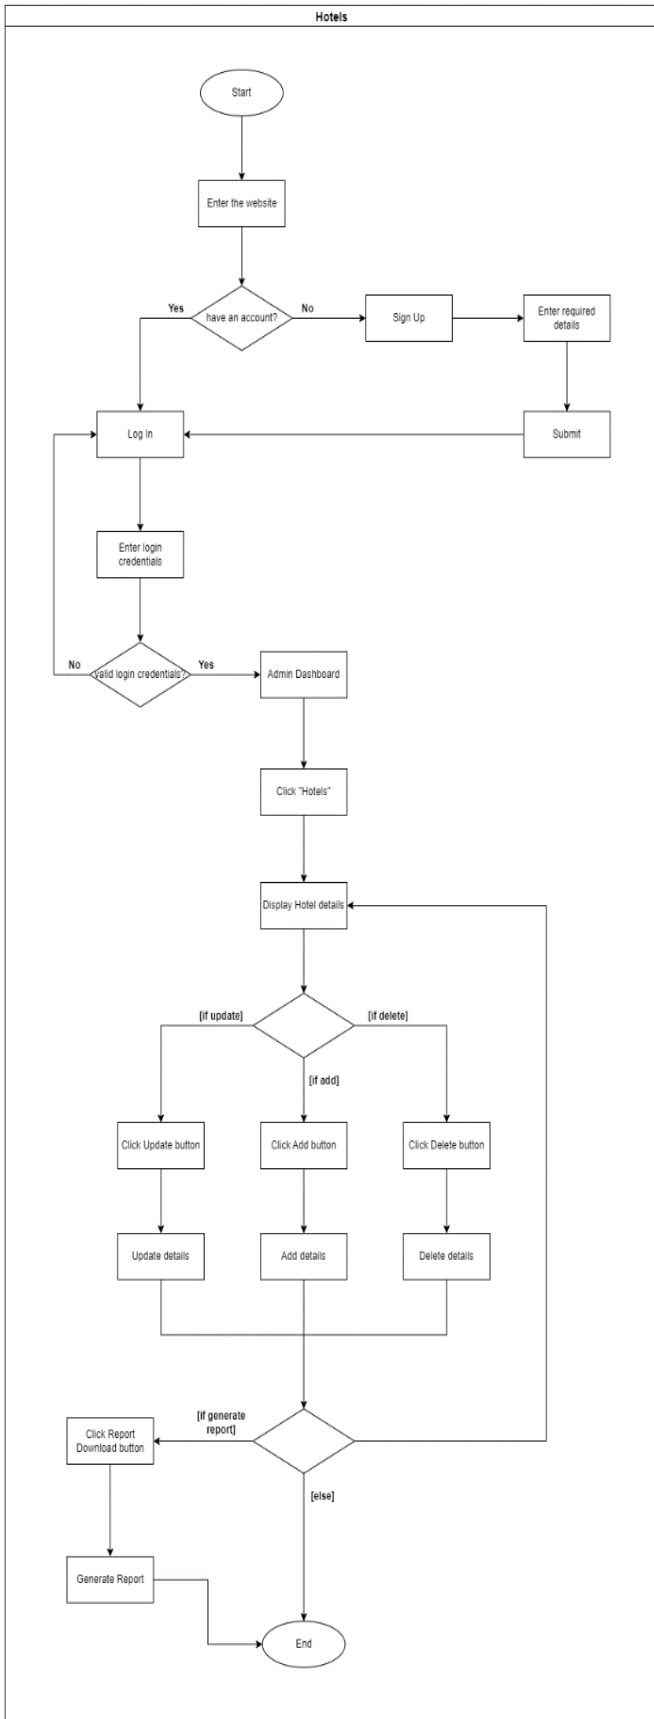 Hotels
Start
Enter the website
have an account?
Yes
No
Sign Up
Enter required
details
Log In
Submit
Enter login
credentials
valid login credentials?
No
Yes
Admin Dashboard
Click "Hotels"
Display Hotel details
[if update]
[if delete]
[if add]
Click Update button
Click Add button
Click Delete button
Update details
Add details
Delete details
[if generate
report]
Click Report
Download button
[else]
Generate Report
End